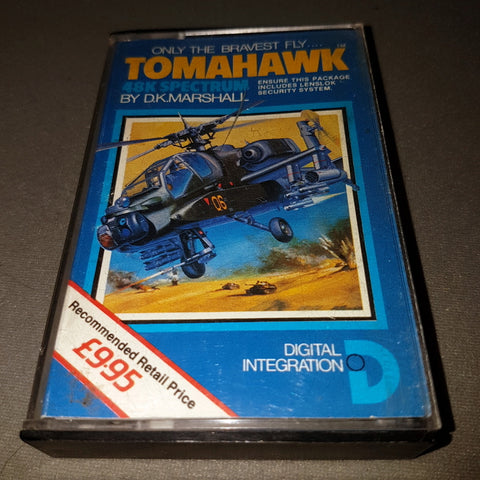 ONLY THE BRAVEST FLY....
TM
TOMAHAWK
48K SPECTRUM
BY D.K.MARSHALL
ENSURE THIS PACKAGE
INCLUDES LENSLOK
SECURITY SYSTEM.
06
Recommended Retail Price
£9.95
DIGITAL
INTEGRATION
D